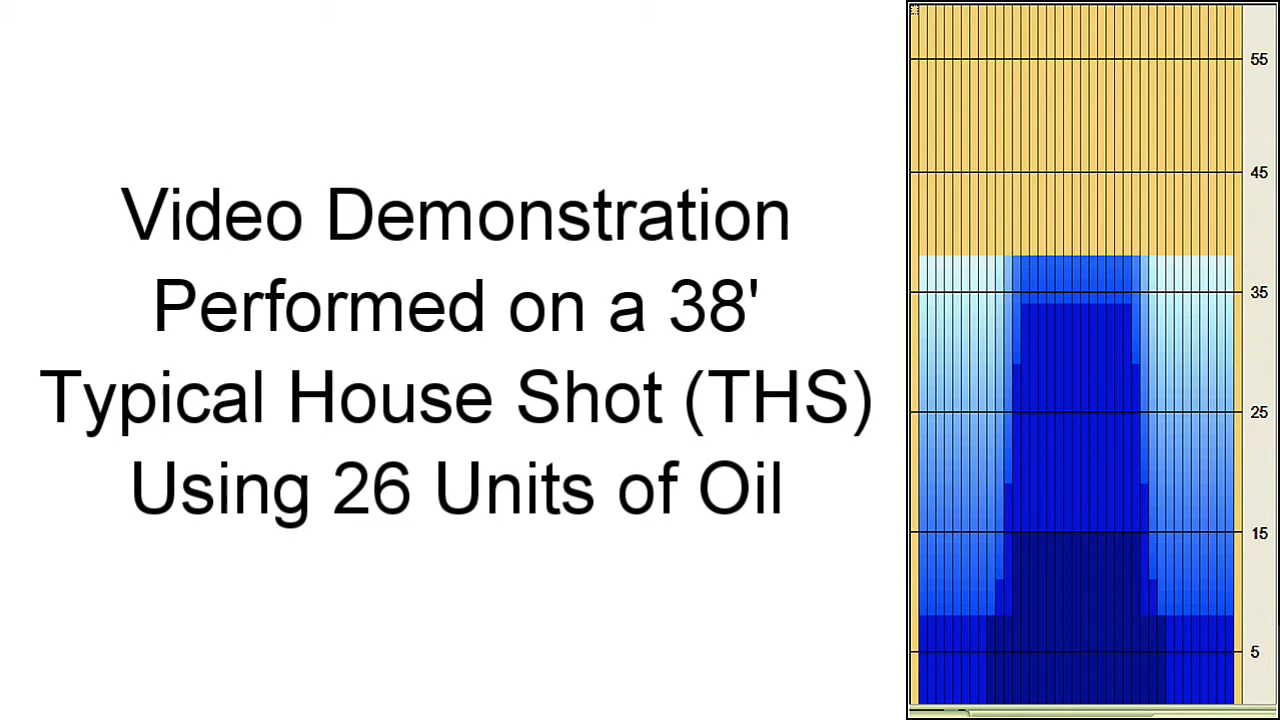 Video Demonstration
Performed on a 38'
Typical House Shot (THS)
Using 26 Units of Oil
55
45
35
25
15
5